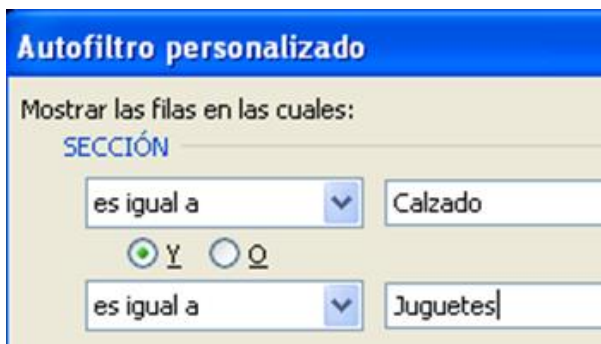 Autofiltro personalizado
Mostrar las filas en las cuales:
SECCIÓN
es igual a Calzado
Y O
es igual a Juguetes